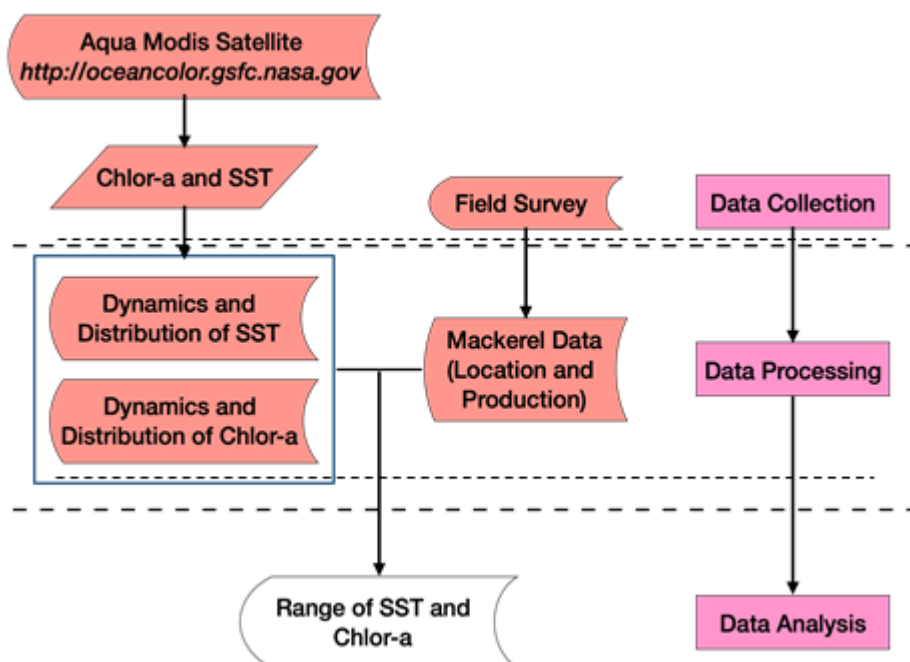 Aqua Modis Satellite
http://oceancolor.gsfc.nasa.gov
Chlor-a and SST
Field Survey
Data Collection
Dynamics and
Distribution of SST
Mackerel Data
(Location and
Production)
Data Processing
Dynamics and
Distribution of Chlor-a
Range of SST and
Chlor-a
Data Analysis